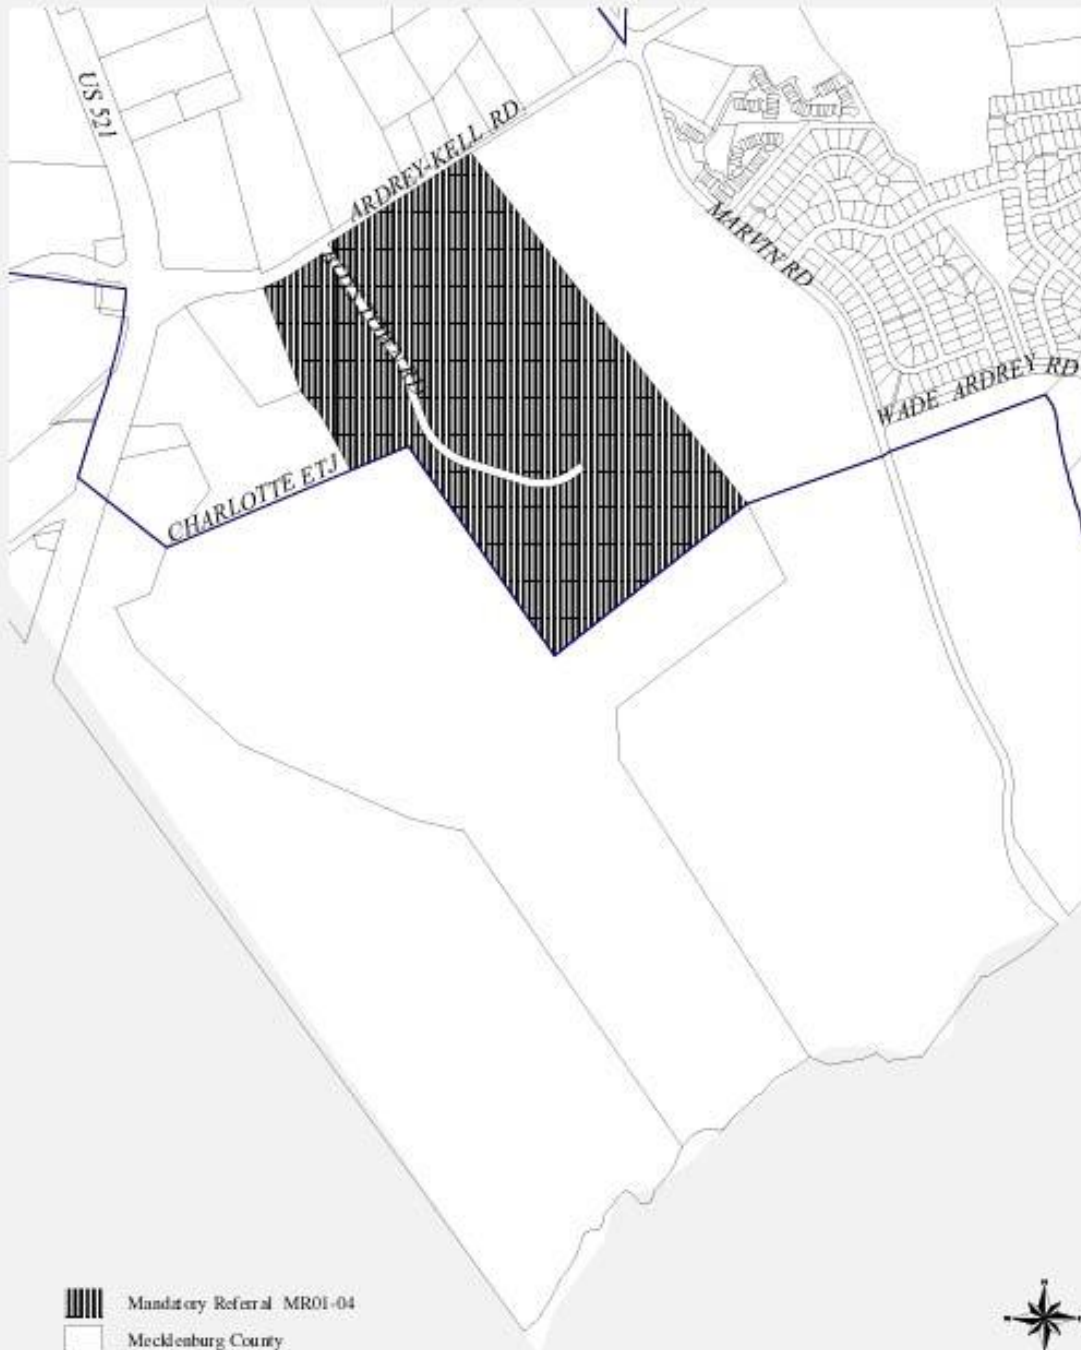 US 521
ARDREY-KELL RD.
MARVIN RD
WADE ARDREY RD
CHARLOTTE ETJ
Mandatory Referral MR01-04
Mecklenburg County